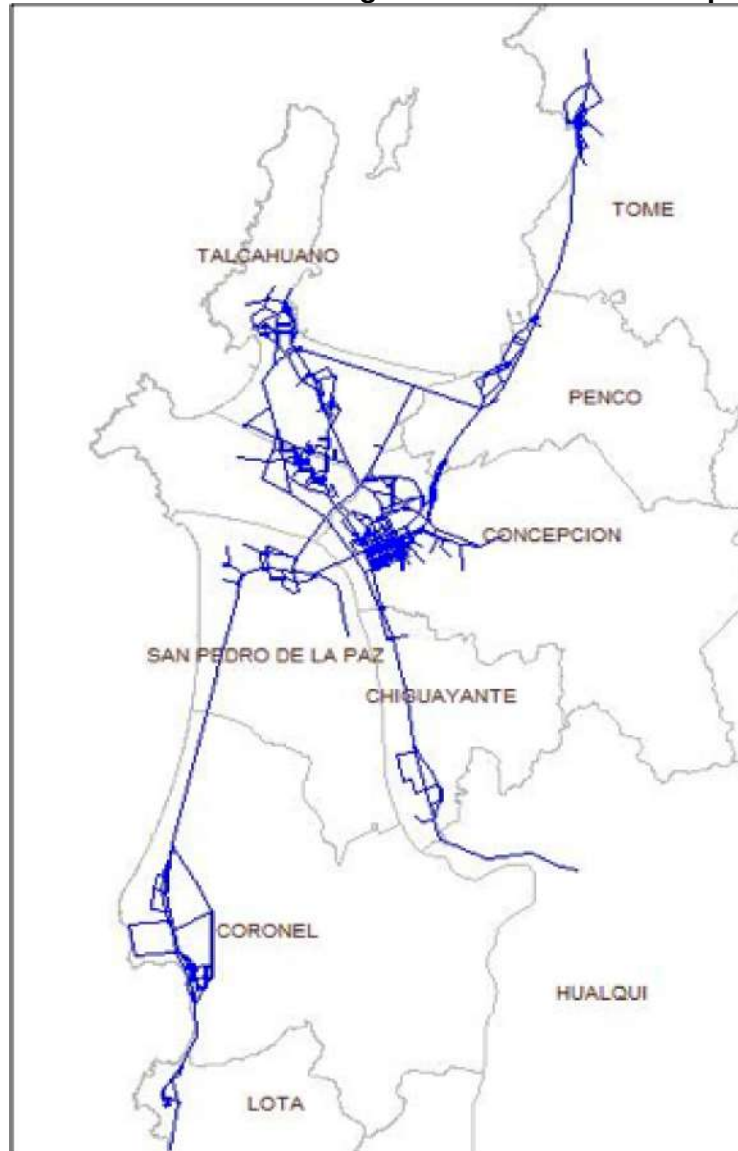 TOME
TALCAHUANO
PENCO
CONCEPCION
SAN PEDRO DE LA PAZ
CHIGUAYANTE
CORONEL
HUALQUI
LOTA